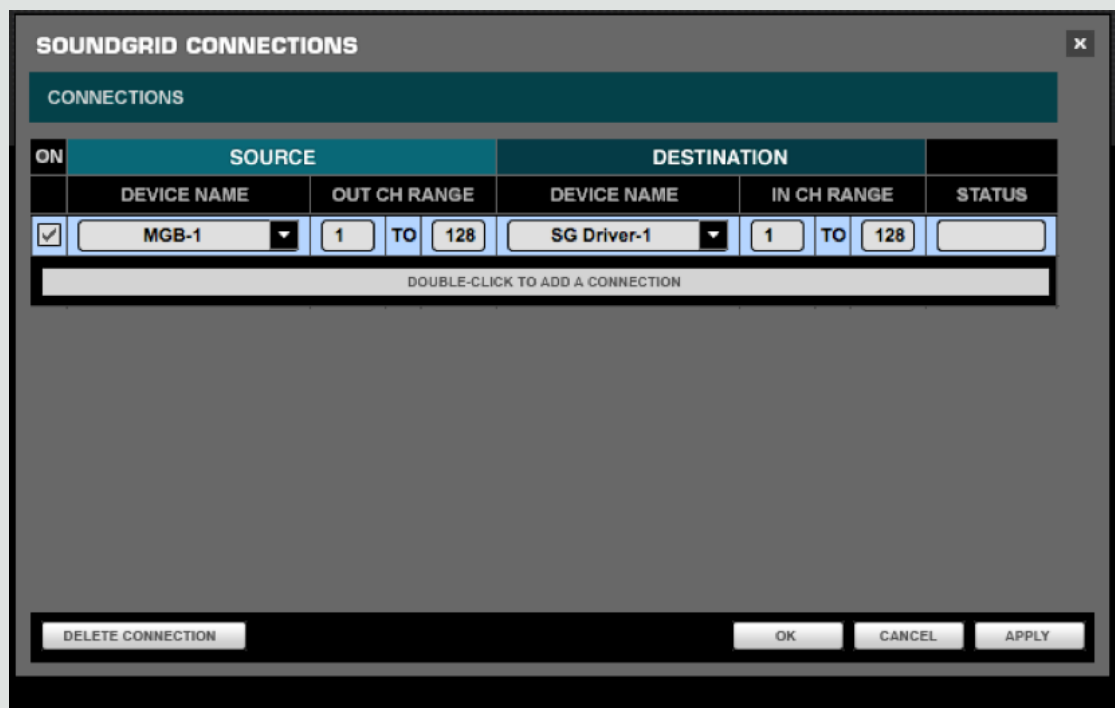 SOUNDGRID CONNECTIONS
x
CONNECTIONS
ON SOURCE DESTINATION
DEVICE NAME OUT CH RANGE DEVICE NAME IN CH RANGE STATUS
MGB-1 1 TO 128 SG Driver-1 1 TO 128
DOUBLE-CLICK TO ADD A CONNECTION
DELETE CONNECTION OK CANCEL APPLY